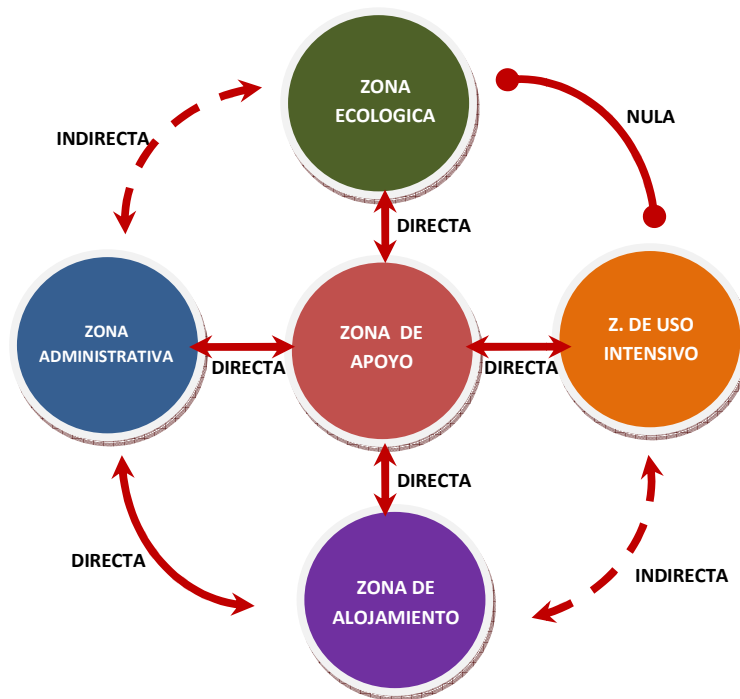 ZONA
ECOLOGICA
NULA
INDIRECTA
DIRECTA
ZONA
ADMINISTRATIVA
ZONA DE
APOYO
Z. DE USO
INTENSIVO
DIRECTA
DIRECTA
DIRECTA
DIRECTA
INDIRECTA
ZONA DE
ALOJAMIENTO